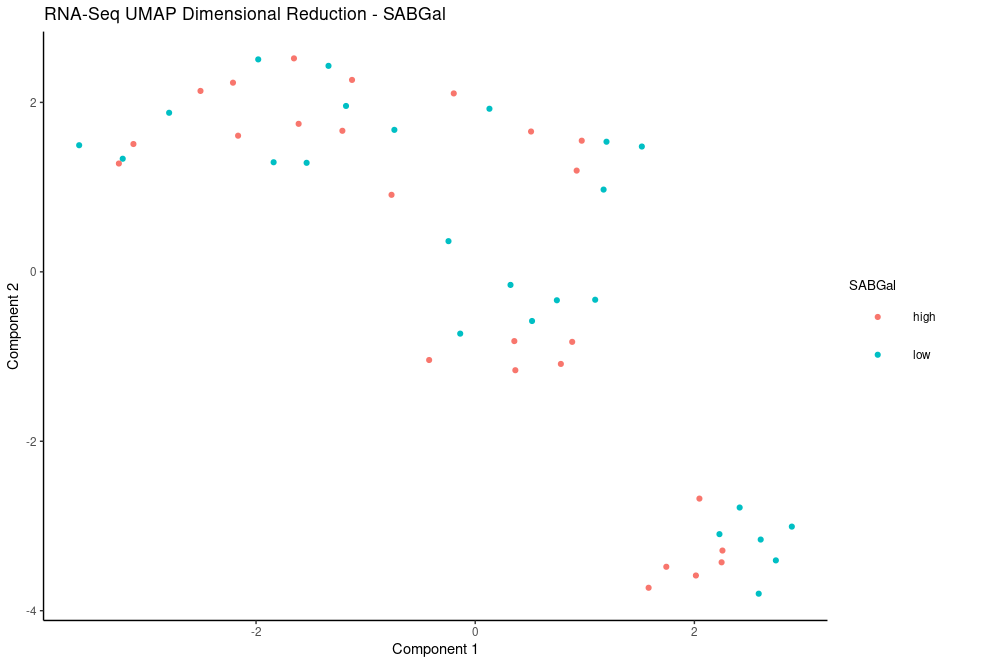 RNA-Seq UMAP Dimensional Reduction - SABGal
2
0
-2
-4
Component 2
-2
0
2
Component 1
SABGal
high
low